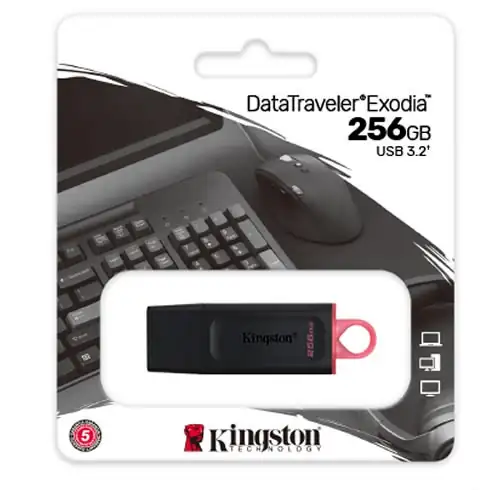 DataTraveler®Exodia™
256GB
USB 3.2¹
Kingston
256GB
5
Kingston
TECHNOLOGY